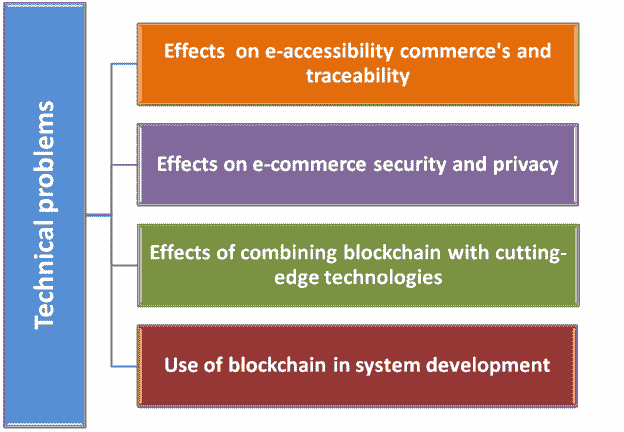 Technical problems
Effects on e-accessibility commerce's and
traceability
Effects on e-commerce security and privacy
Effects of combining blockchain with cutting-
edge technologies
Use of blockchain in system development